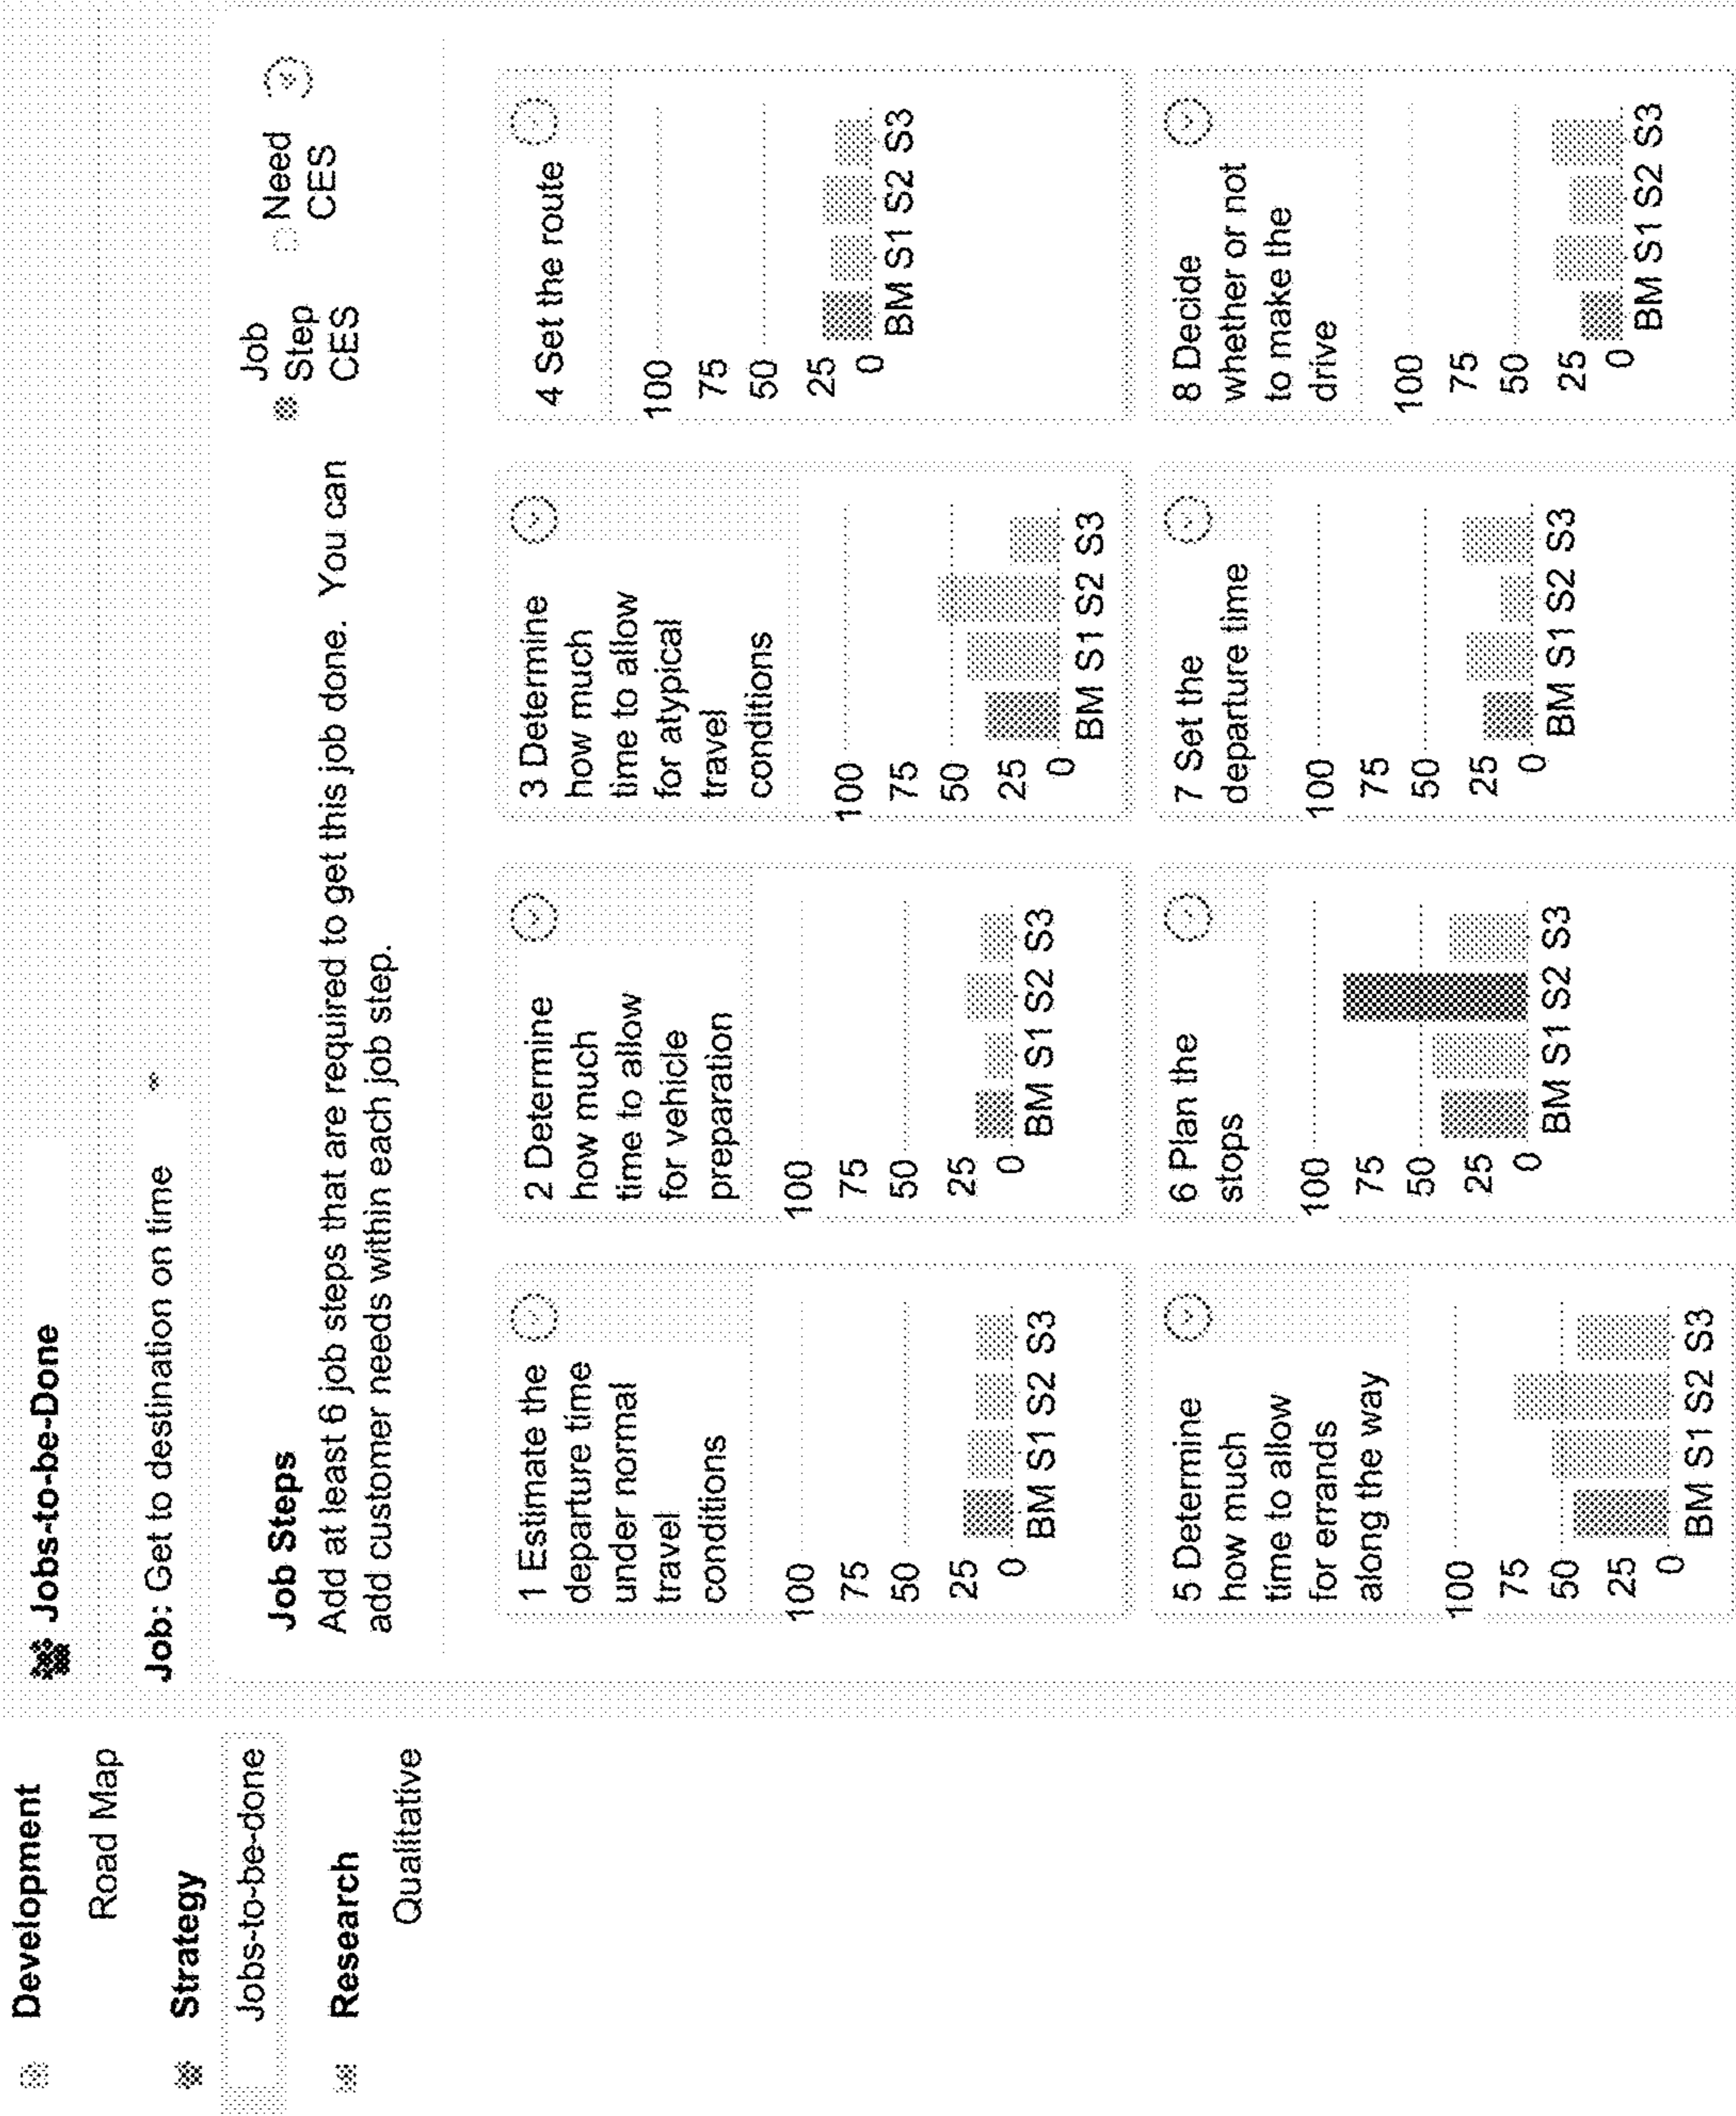 Development
Road Map
Strategy
Jobs-to-be-done
Research
Qualitative
Jobs-to-be-Done
Job: Get to destination on time
Job Steps
Add at least 6 job steps that are required to get this job done. You can
add customer needs within each job step.
Job
Step
CES
Need
CES
1 Estimate the
departure time
under normal
travel
conditions
100
75
50
25
0
BM S1 S2 S3
2 Determine
how much
time to allow
for vehicle
preparation
100
75
50
25
0
BM S1 S2 S3
3 Determine
how much
time to allow
for atypical
travel
conditions
100
75
50
25
0
BM S1 S2 S3
4 Set the route
100
75
50
25
0
BM S1 S2 S3
5 Determine
how much
time to allow
for errands
along the way
100
75
50
25
0
BM S1 S2 S3
6 Plan the
stops
100
75
50
25
0
BM S1 S2 S3
7 Set the
departure time
100
75
50
25
0
BM S1 S2 S3
8 Decide
whether or not
to make the
drive
100
75
50
25
0
BM S1 S2 S3